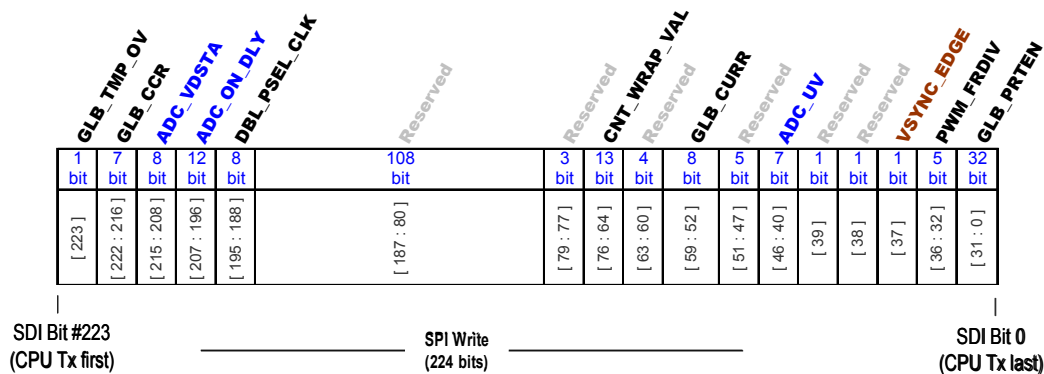 GLB_TMP_OV
GLB_CCR
ADC_VDSTA
ADC_ON_DLY
DBL_PSEL_CLK
Reserved
Reserved
CNT_WRAP_VAL
Reserved
GLB_CURR
Reserved
ADC_UV
Reserved
Reserved
VSYNC_EDGE
PWM_FRDIV
GLB_PRTEN
1 7 8 12 8 108 3 13 4 8 5 7 1 1 1 5 32
bit bit bit bit bit bit bit bit bit bit bit bit bit bit bit bit bit
[ 223 ]
[ 222 : 216 ]
[ 215 : 208 ]
[ 207 : 196 ]
[ 195 : 188 ]
[ 187 : 80 ]
[ 79 : 77 ]
[ 76 : 64 ]
[ 63 : 60 ]
[ 59 : 52 ]
[ 51 : 47 ]
[ 46 : 40 ]
[ 39 ]
[ 38 ]
[ 37 ]
[ 36 : 32 ]
[ 31 : 0 ]
SDI Bit #223
(CPU Tx first)
SPI Write
(224 bits)
SDI Bit 0
(CPU Tx last)